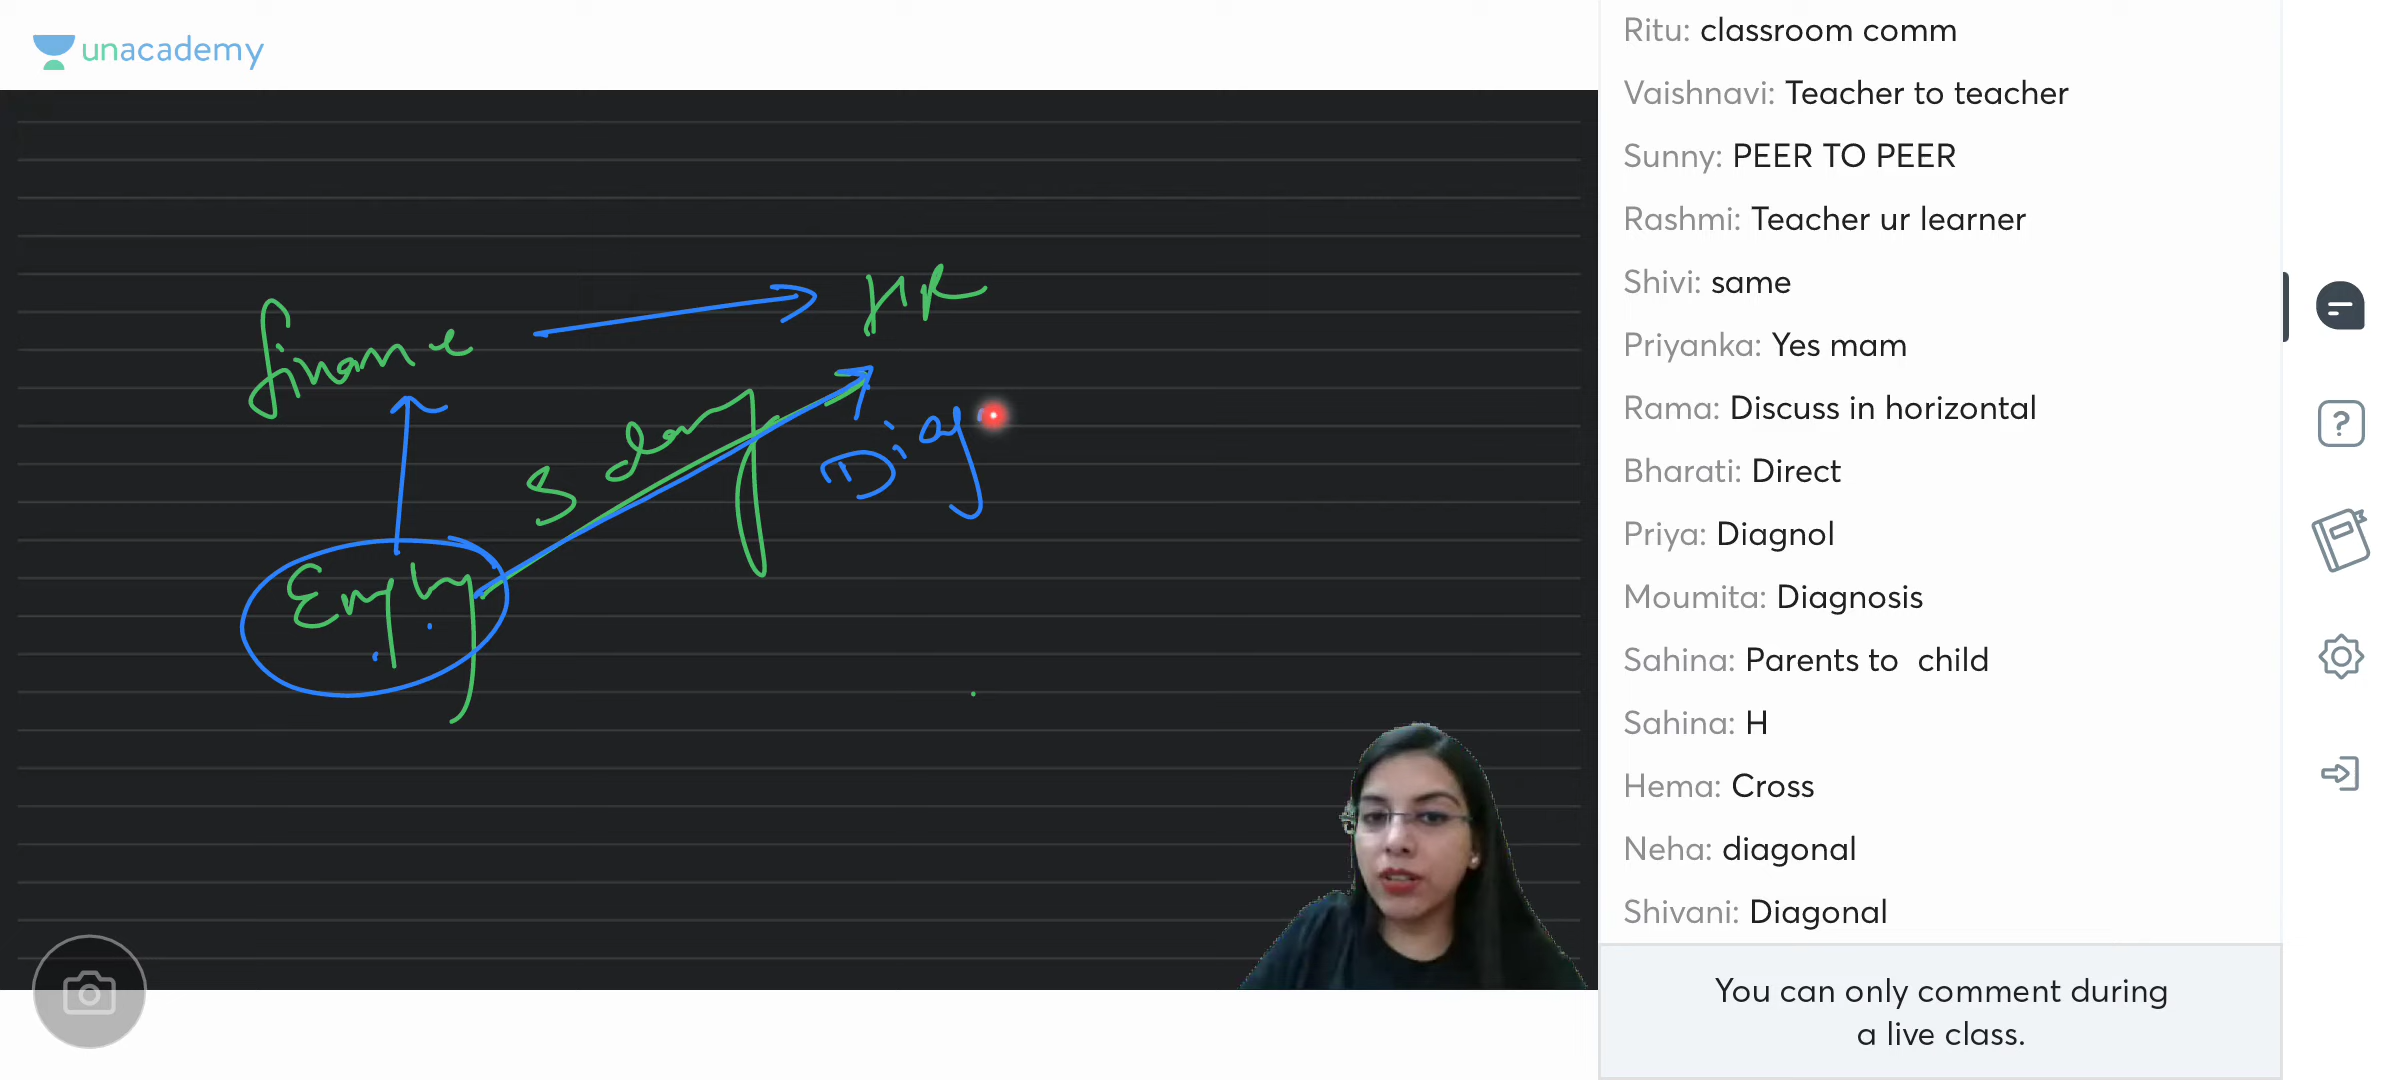 unacademy
finance
HR
S
Diag
Ritu: classroom comm
Vaishnavi: Teacher to teacher
Sunny: PEER TO PEER
Rashmi: Teacher ur learner
Shivi: same
Priyanka: Yes mam
Rama: Discuss in horizontal
Bharati: Direct
Priya: Diagnol
Moumita: Diagnosis
Sahina: Parents to child
Sahina: H
Hema: Cross
Neha: diagonal
Shivani: Diagonal
You can only comment during
a live class.